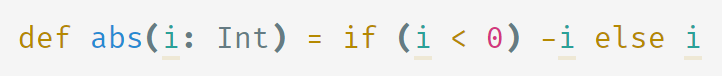 def abs(i: Int) = if (i < 0) -i else i